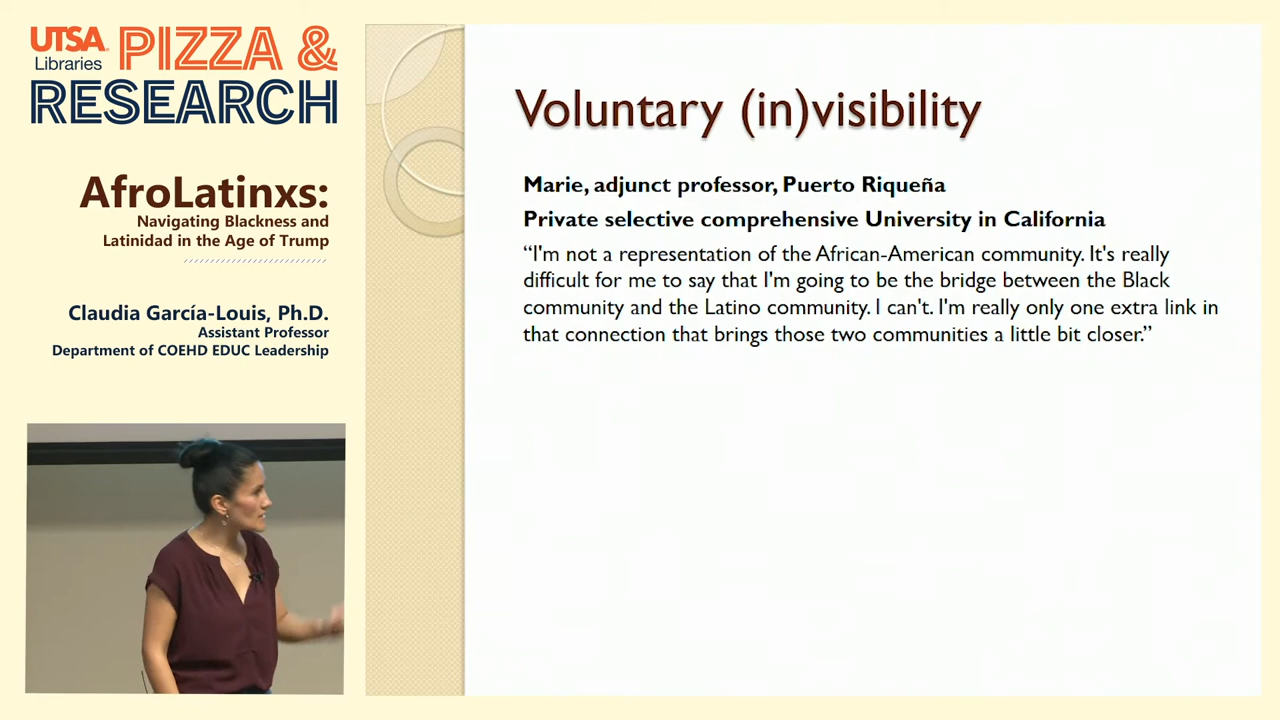 UTSA. PIZZA &
Libraries
RESEARCH
AfroLatinxs:
Navigating Blackness and
Latinidad in the Age of Trump
Claudia García-Louis, Ph.D.
Assistant Professor
Department of COEHD EDUC Leadership
Voluntary (in)visibility
Marie, adjunct professor, Puerto Riqueña
Private selective comprehensive University in California
“I'm not a representation of the African-American community. It's really
difficult for me to say that I'm going to be the bridge between the Black
community and the Latino community. I can't. I'm really only one extra link in
that connection that brings those two communities a little bit closer.”